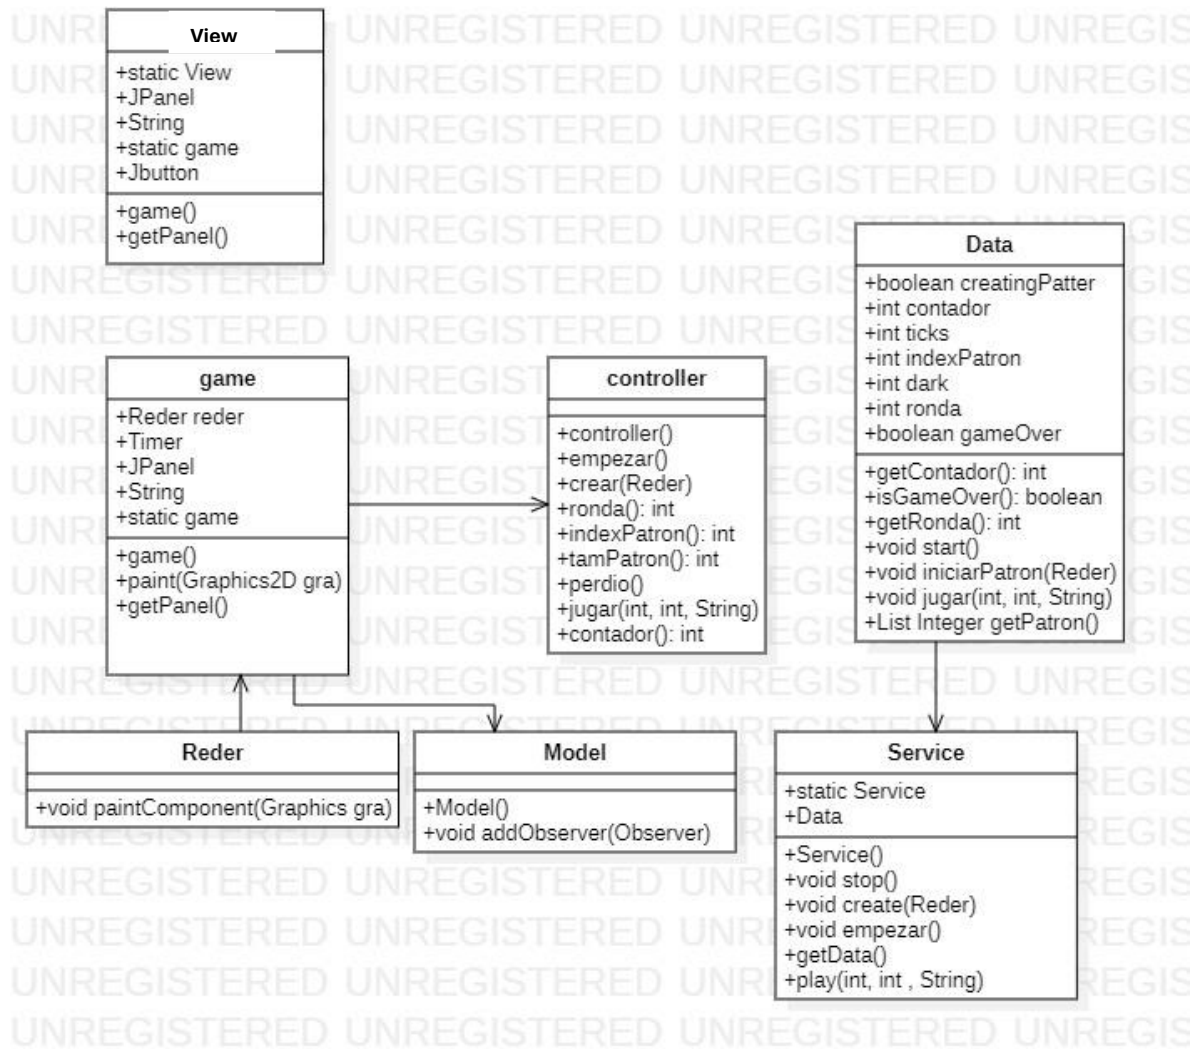 View
+static View
+JPanel
+String
+static game
+Jbutton
+game()
+getPanel()
Data
+boolean creatingPatter
+int contador
+int ticks
+int indexPatron
+int dark
+int ronda
+boolean gameOver
+getContador(): int
+isGameOver(): boolean
+getRonda(): int
+void start()
+void iniciarPatron(Reder)
+void jugar(int, int, String)
+List Integer getPatron()
game
+Reder reder
+Timer
+JPanel
+String
+static game
+game()
+paint(Graphics2D gra)
+getPanel()
controller
+controller()
+empezar()
+crear(Reder)
+ronda(): int
+indexPatron(): int
+tamPatron(): int
+perdio()
+jugar(int, int, String)
+contador(): int
Reder
+void paintComponent(Graphics gra)
Model
+Model()
+void addObserver(Observer)
Service
+static Service
+Data
+Service()
+void stop()
+void create(Reder)
+void empezar()
+getData()
+play(int, int , String)
UNREGISTERED